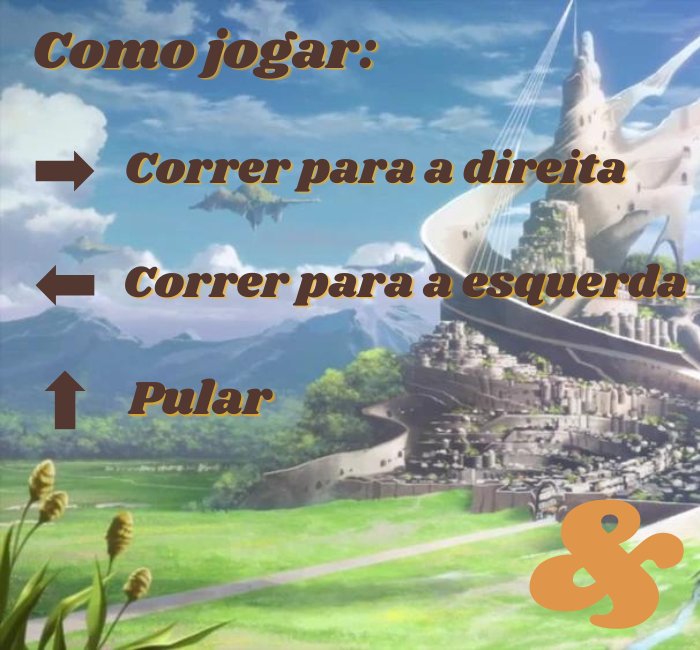 Como jogar:
Correr para a direita
Correr para a esquerda
Pular
&